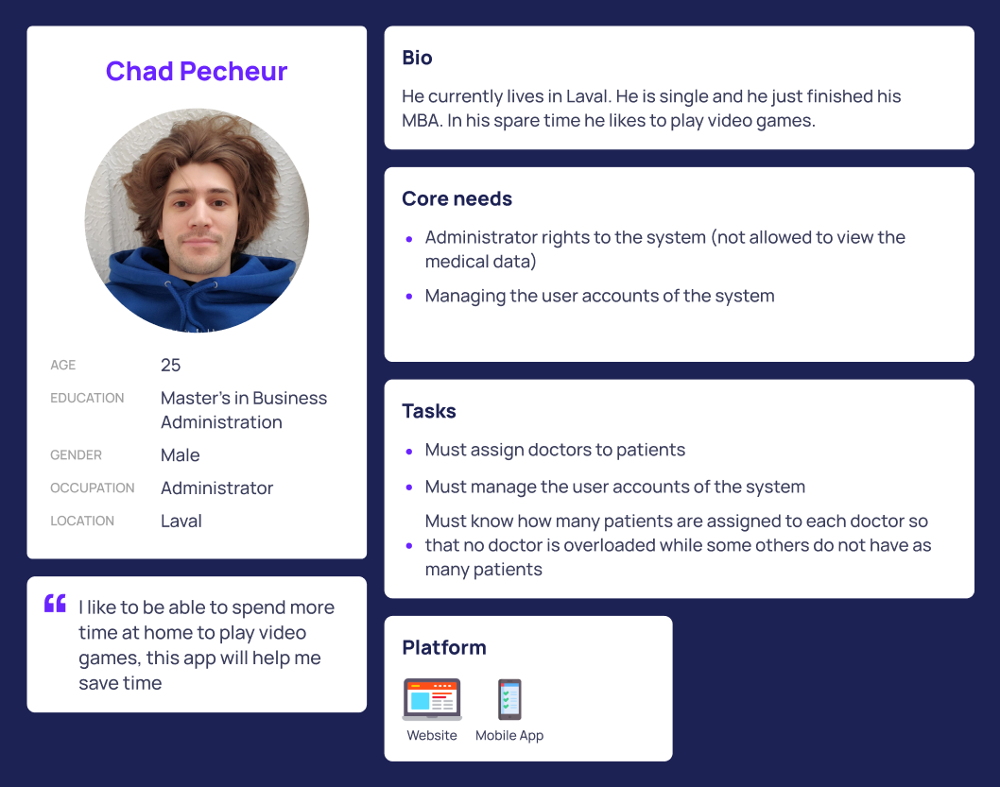 Chad Pecheur
AGE 25
EDUCATION Master's in Business
Administration
GENDER Male
OCCUPATION Administrator
LOCATION Laval
“ I like to be able to spend more
time at home to play video
games, this app will help me
save time
Bio
He currently lives in Laval. He is single and he just finished his
MBA. In his spare time he likes to play video games.
Core needs
• Administrator rights to the system (not allowed to view the
medical data)
• Managing the user accounts of the system
Tasks
• Must assign doctors to patients
• Must manage the user accounts of the system
Must know how many patients are assigned to each doctor so
• that no doctor is overloaded while some others do not have as
many patients
Platform
Website Mobile App